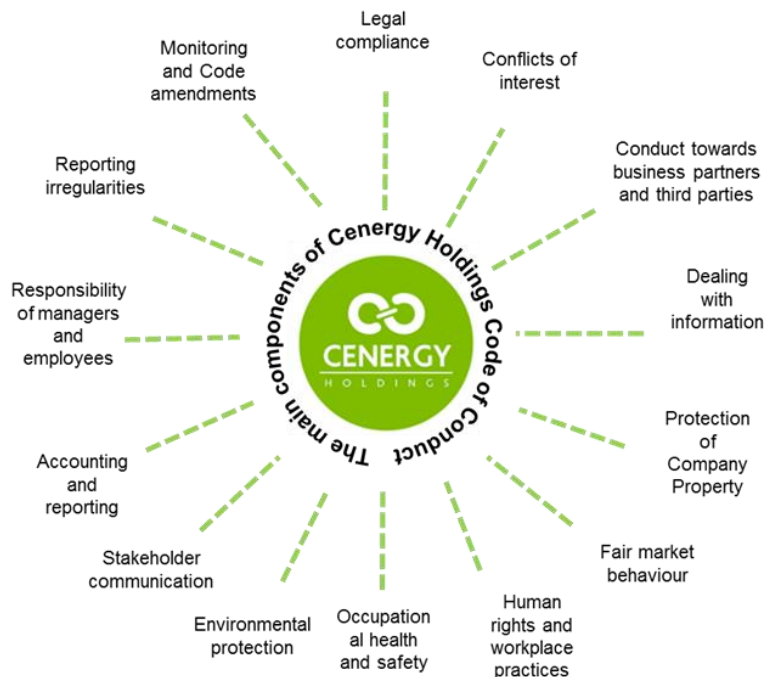 Legal
compliance
Conflicts of
interest
Conduct towards
business partners
and third parties
Dealing
with
information
Protection
of
Company
Property
Fair market
behaviour
Human
rights and
workplace
practices
Occupation
al health
and safety
Environmental
protection
Stakeholder
communication
Accounting
and
reporting
Responsibility
of managers
and
employees
Reporting
irregularities
Monitoring
and Code
amendments
The main components of Cenergy Holdings Code of Conduct
CENERGY
HOLDINGS